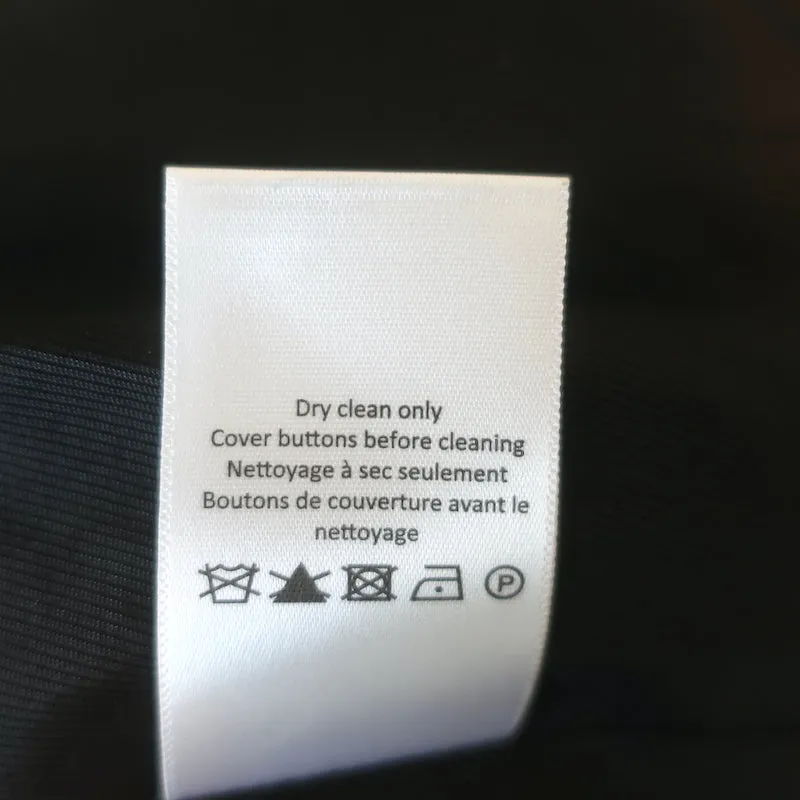 Dry clean only
Cover buttons before cleaning
Nettoyage à sec seulement
Boutons de couverture avant le
nettoyage
P